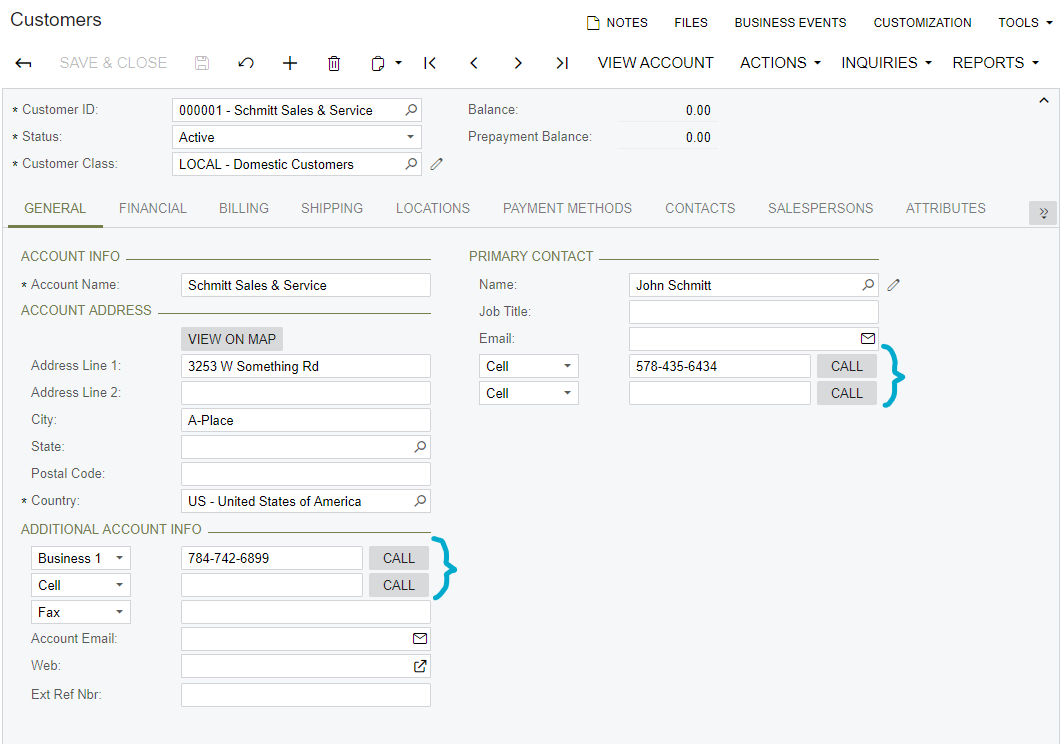 Customers
NOTES FILES BUSINESS EVENTS CUSTOMIZATION TOOLS
SAVE & CLOSE VIEW ACCOUNT ACTIONS INQUIRIES REPORTS
* Customer ID: 000001 - Schmitt Sales & Service Balance: 0.00
* Status: Active Prepayment Balance: 0.00
* Customer Class: LOCAL - Domestic Customers
GENERAL FINANCIAL BILLING SHIPPING LOCATIONS PAYMENT METHODS CONTACTS SALESPERSONS ATTRIBUTES
ACCOUNT INFO
* Account Name: Schmitt Sales & Service
ACCOUNT ADDRESS
VIEW ON MAP
Address Line 1: 3253 W Something Rd
Address Line 2:
City: A-Place
State:
Postal Code:
* Country: US - United States of America
ADDITIONAL ACCOUNT INFO
Business 1 784-742-6899 CALL
Cell CALL
Fax
Account Email:
Web:
Ext Ref Nbr:
PRIMARY CONTACT
Name: John Schmitt
Job Title:
Email:
Cell 578-435-6434 CALL
Cell CALL